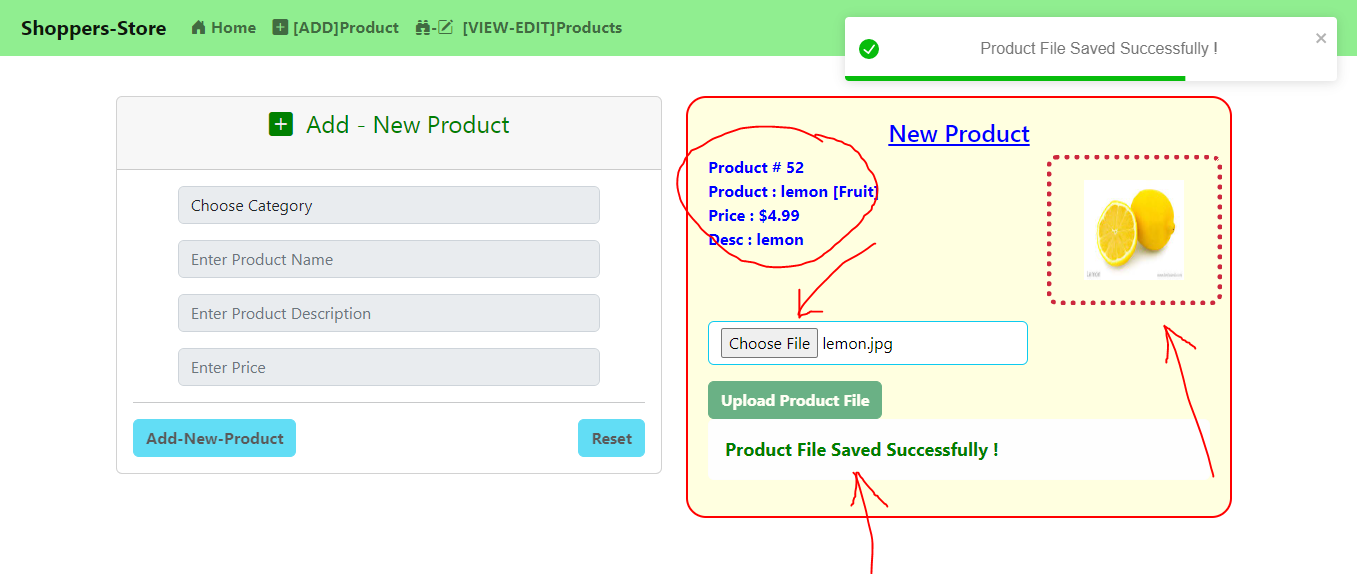 Shoppers-Store Home [ADD]Product - [VIEW-EDIT]Products
Product File Saved Successfully !
Add - New Product
Choose Category
Enter Product Name
Enter Product Description
Enter Price
Add-New-Product Reset
New Product
Product # 52
Product : lemon [Fruit]
Price : $4.99
Desc : lemon
Choose File lemon.jpg
Upload Product File
Product File Saved Successfully !